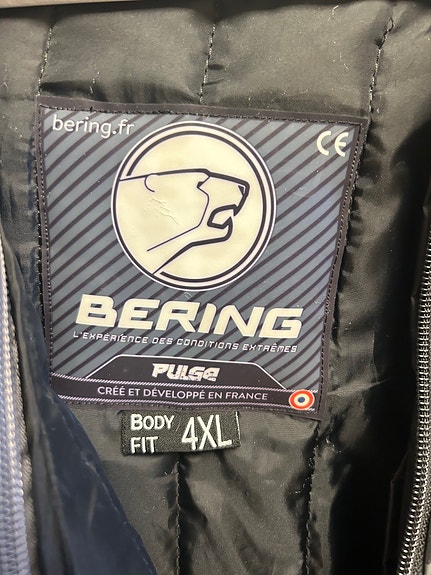 bering.fr
CE
BERING
L'EXPÉRIENCE DES CONDITIONS EXTRÊMES
PULSE
CRÉÉ ET DÉVELOPPÉ EN FRANCE
BODY FIT 4XL